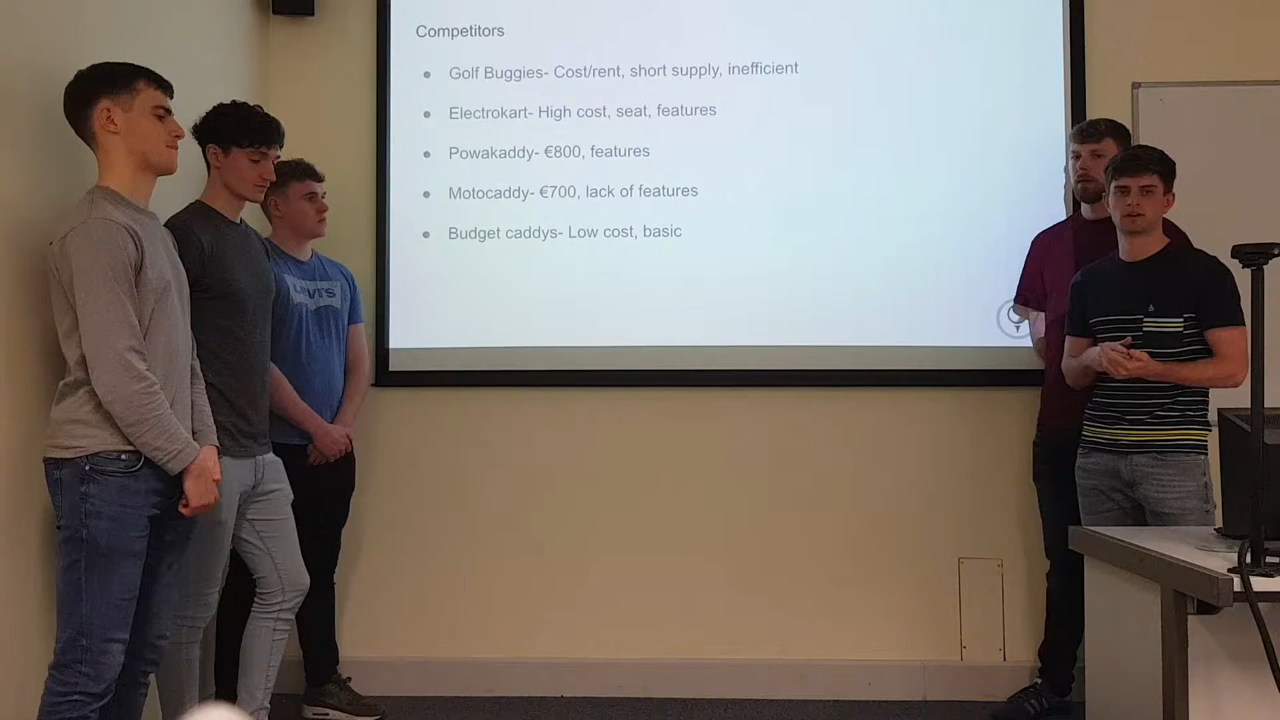 Competitors
Golf Buggies- Cost/rent, short supply, inefficient
Electrokart- High cost, seat, features
Powakaddy- €800, features
Motocaddy- €700, lack of features
Budget caddys- Low cost, basic
LEVI'S